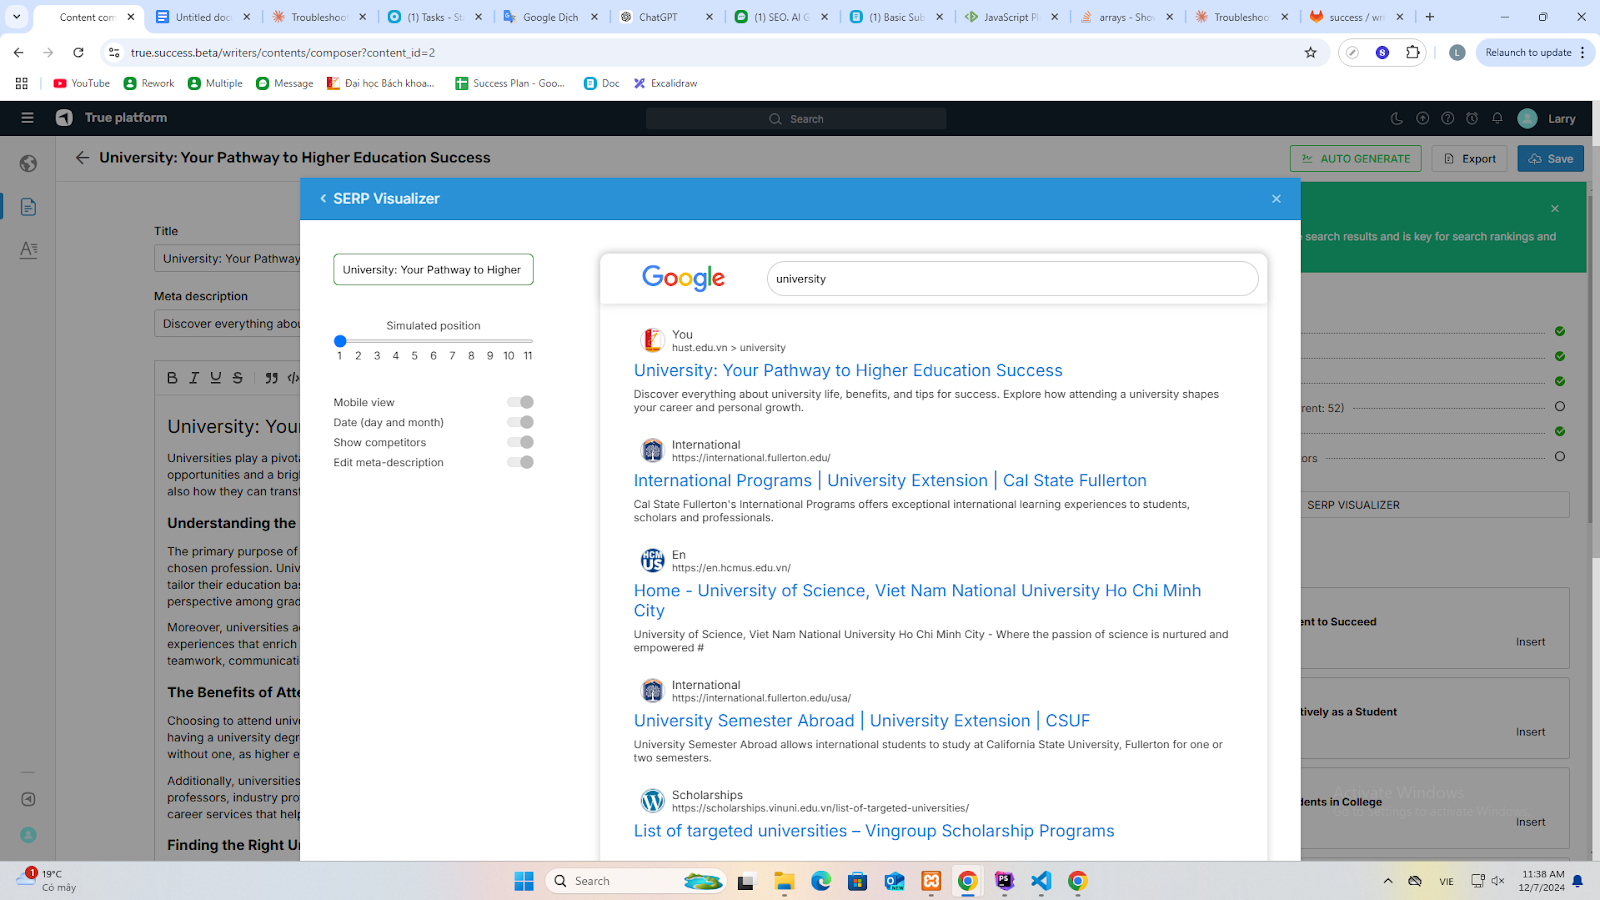 Content com
Untitled doc
Troubleshoo
(1) Tasks - St
Google Dịch
ChatGPT
(1) SEO. AI G
(1) Basic Sub
JavaScript Pl
arrays - Sho
Troubleshoo
success / wr
true.success.beta/writers/contents/composer?content_id=2
L
Relaunch to update
YouTube
Rework
Multiple
Message
Đại học Bách khoa...
Success Plan - Goo...
Doc
Excalidraw
True platform
Search
Larry
University: Your Pathway to Higher Education Success
AUTO GENERATE
Export
Save
SERP Visualizer
search results and is key for search rankings and
Title
University: Your Pathway
Meta description
Discover everything abou
B I U S
University: Your
Universities play a pivota
opportunities and a brigh
also how they can transf
Understanding the
The primary purpose of
chosen profession. Univ
tailor their education bas
perspective among grad
Moreover, universities a
experiences that enrich
teamwork, communicati
The Benefits of Atte
Choosing to attend unive
having a university degr
without one, as higher e
Additionally, universities
professors, industry pro
career services that help
Finding the Right Un
University: Your Pathway to Higher
Simulated position
1 2 3 4 5 6 7 8 9 10 11
Mobile view
Date (day and month)
Show competitors
Edit meta-description
Google
university
You
hust.edu.vn > university
University: Your Pathway to Higher Education Success
Discover everything about university life, benefits, and tips for success. Explore how attending a university shapes
your career and personal growth.
International
https://international.fullerton.edu/
International Programs | University Extension | Cal State Fullerton
Cal State Fullerton's International Programs offers exceptional international learning experiences to students,
scholars and professionals.
HCM
US
En
https://en.hcmus.edu.vn/
Home - University of Science, Viet Nam National University Ho Chi Minh
City
University of Science, Viet Nam National University Ho Chi Minh City - Where the passion of science is nurtured and
empowered #
International
https://international.fullerton.edu/usa/
University Semester Abroad | University Extension | CSUF
University Semester Abroad allows international students to study at California State University, Fullerton for one or
two semesters.
Scholarships
https://scholarships.vinuni.edu.vn/list-of-targeted-universities/
List of targeted universities – Vingroup Scholarship Programs
rent: 52)
tors
SERP VISUALIZER
ent to Succeed
Insert
tively as a Student
Insert
dents in College
Insert
Activate Windows
Go to Settings to activate Windows.
1
19°C
Có mây
Search
VIE
11:38 AM
12/7/2024